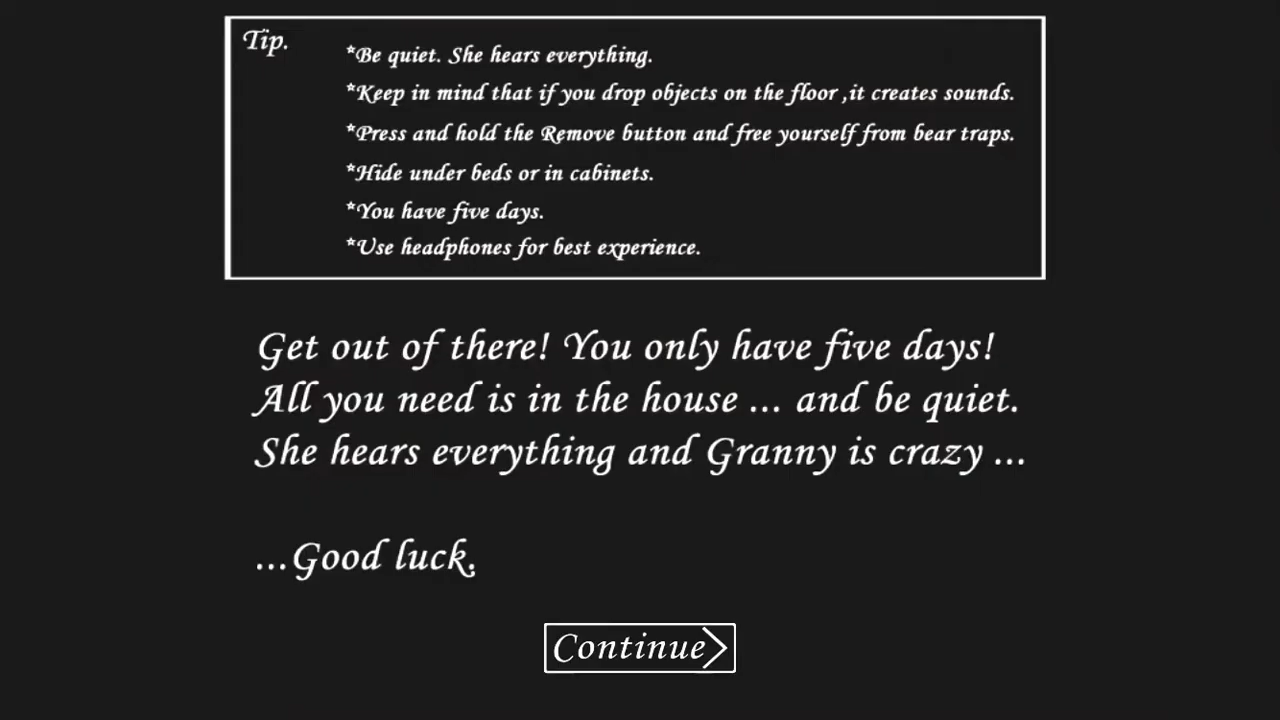 Tip.
*Be quiet. She hears everything.
*Keep in mind that if you drop objects on the floor ,it creates sounds.
*Press and hold the Remove button and free yourself from bear traps.
*Hide under beds or in cabinets.
*You have five days.
*Use headphones for best experience.
Get out of there! You only have five days!
All you need is in the house ... and be quiet.
She hears everything and Granny is crazy ...
...Good luck.
Continue>